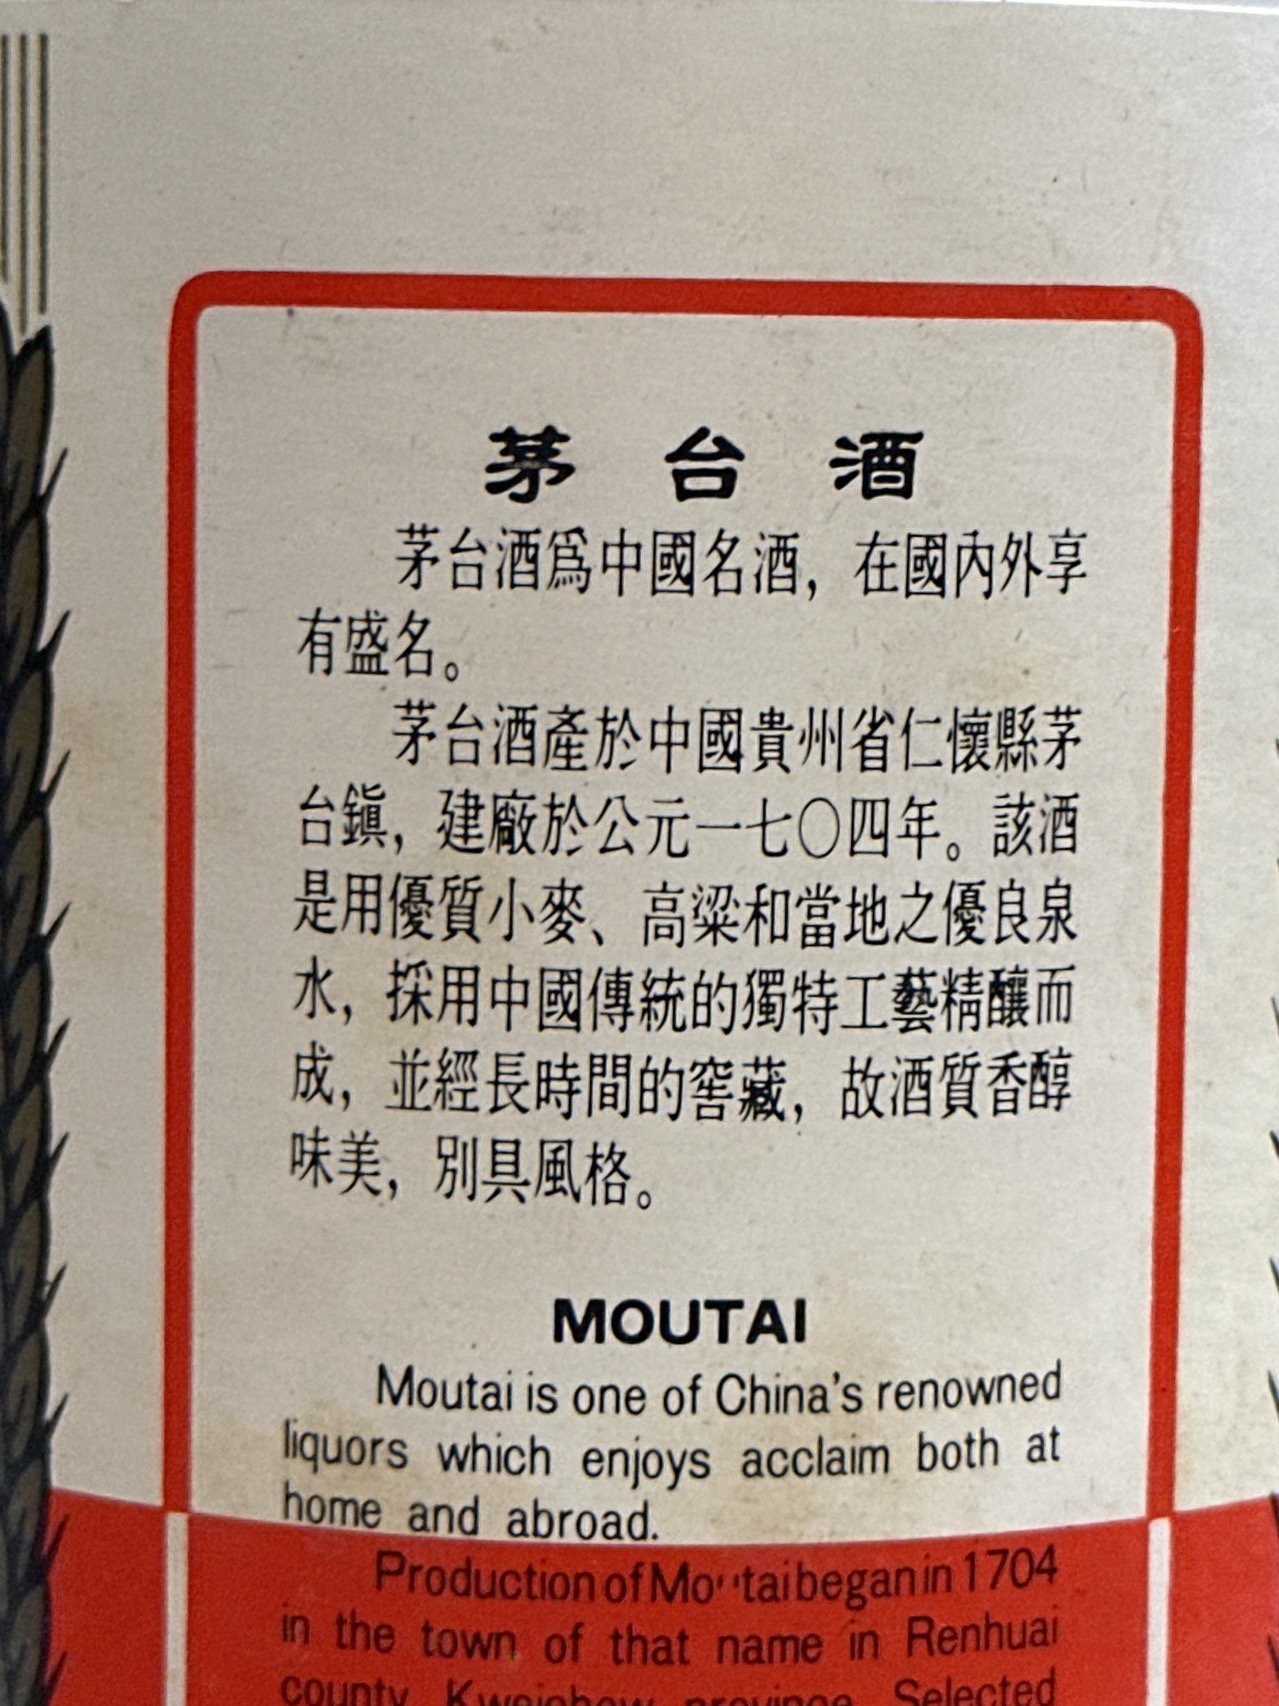 茅台酒
茅台酒爲中國名酒，在國內外享
有盛名。
茅台酒產於中國貴州省仁懷縣茅
台鎭，建廠於公元一七〇四年。該酒
是用優質小麥、高粱和當地之優良泉
水，採用中國傳統的獨特工藝精釀而
成，並經長時間的窖藏，故酒質香醇
味美，別具風格。
MOUTAI
Moutai is one of China's renowned
liquors which enjoys acclaim both at
home and abroad.
Production of Moutai began in 1704
in the town of that name in Renhuai
county Kweichow province. Selected